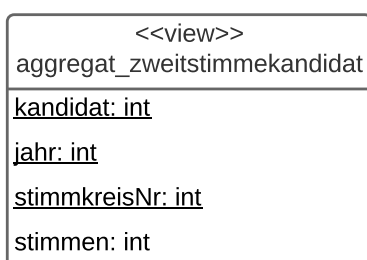 <<view>>
aggregat_zweitstimmekandidat
kandidat: int
jahr: int
stimmkreisNr: int
stimmen: int